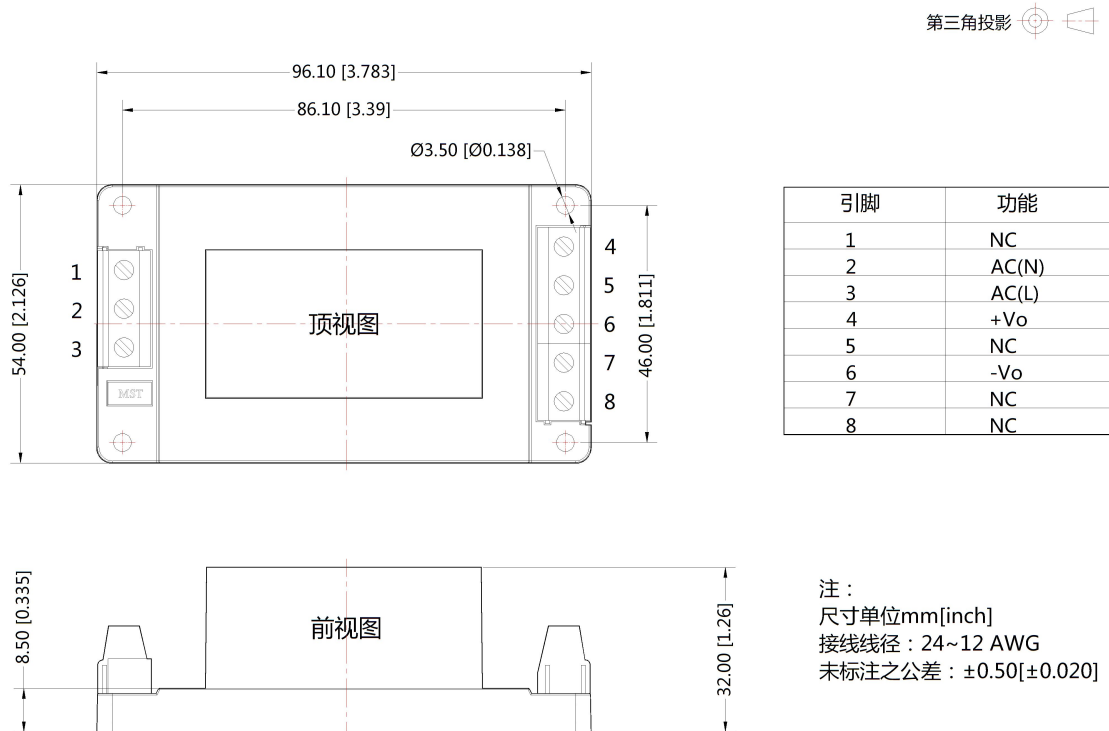 第三角投影
96.10 [3.783]
86.10 [3.39]
Ø3.50 [Ø0.138]
54.00 [2.126]
46.00 [1.811]
1
2
3
4
5
6
7
8
顶视图
MST
引脚 功能
1 NC
2 AC(N)
3 AC(L)
4 +Vo
5 NC
6 -Vo
7 NC
8 NC
8.50 [0.335]
前视图
32.00 [1.26]
注：
尺寸单位mm[inch]
接线线径：24~12 AWG
未标注之公差：±0.50[±0.020]